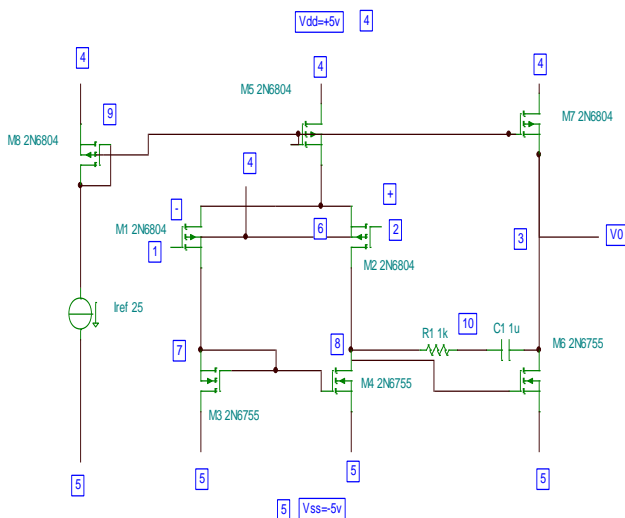 Vdd=+5v
4
4
4
4
M5 2N6804
M7 2N6804
9
M8 2N6804
4
-
+
M1 2N6804
6
2
1
3
V0
M2 2N6804
Iref 25
10
R1 1k
C1 1u
7
8
M6 2N6755
M4 2N6755
M3 2N6755
5
5
5
5
5
Vss=-5v